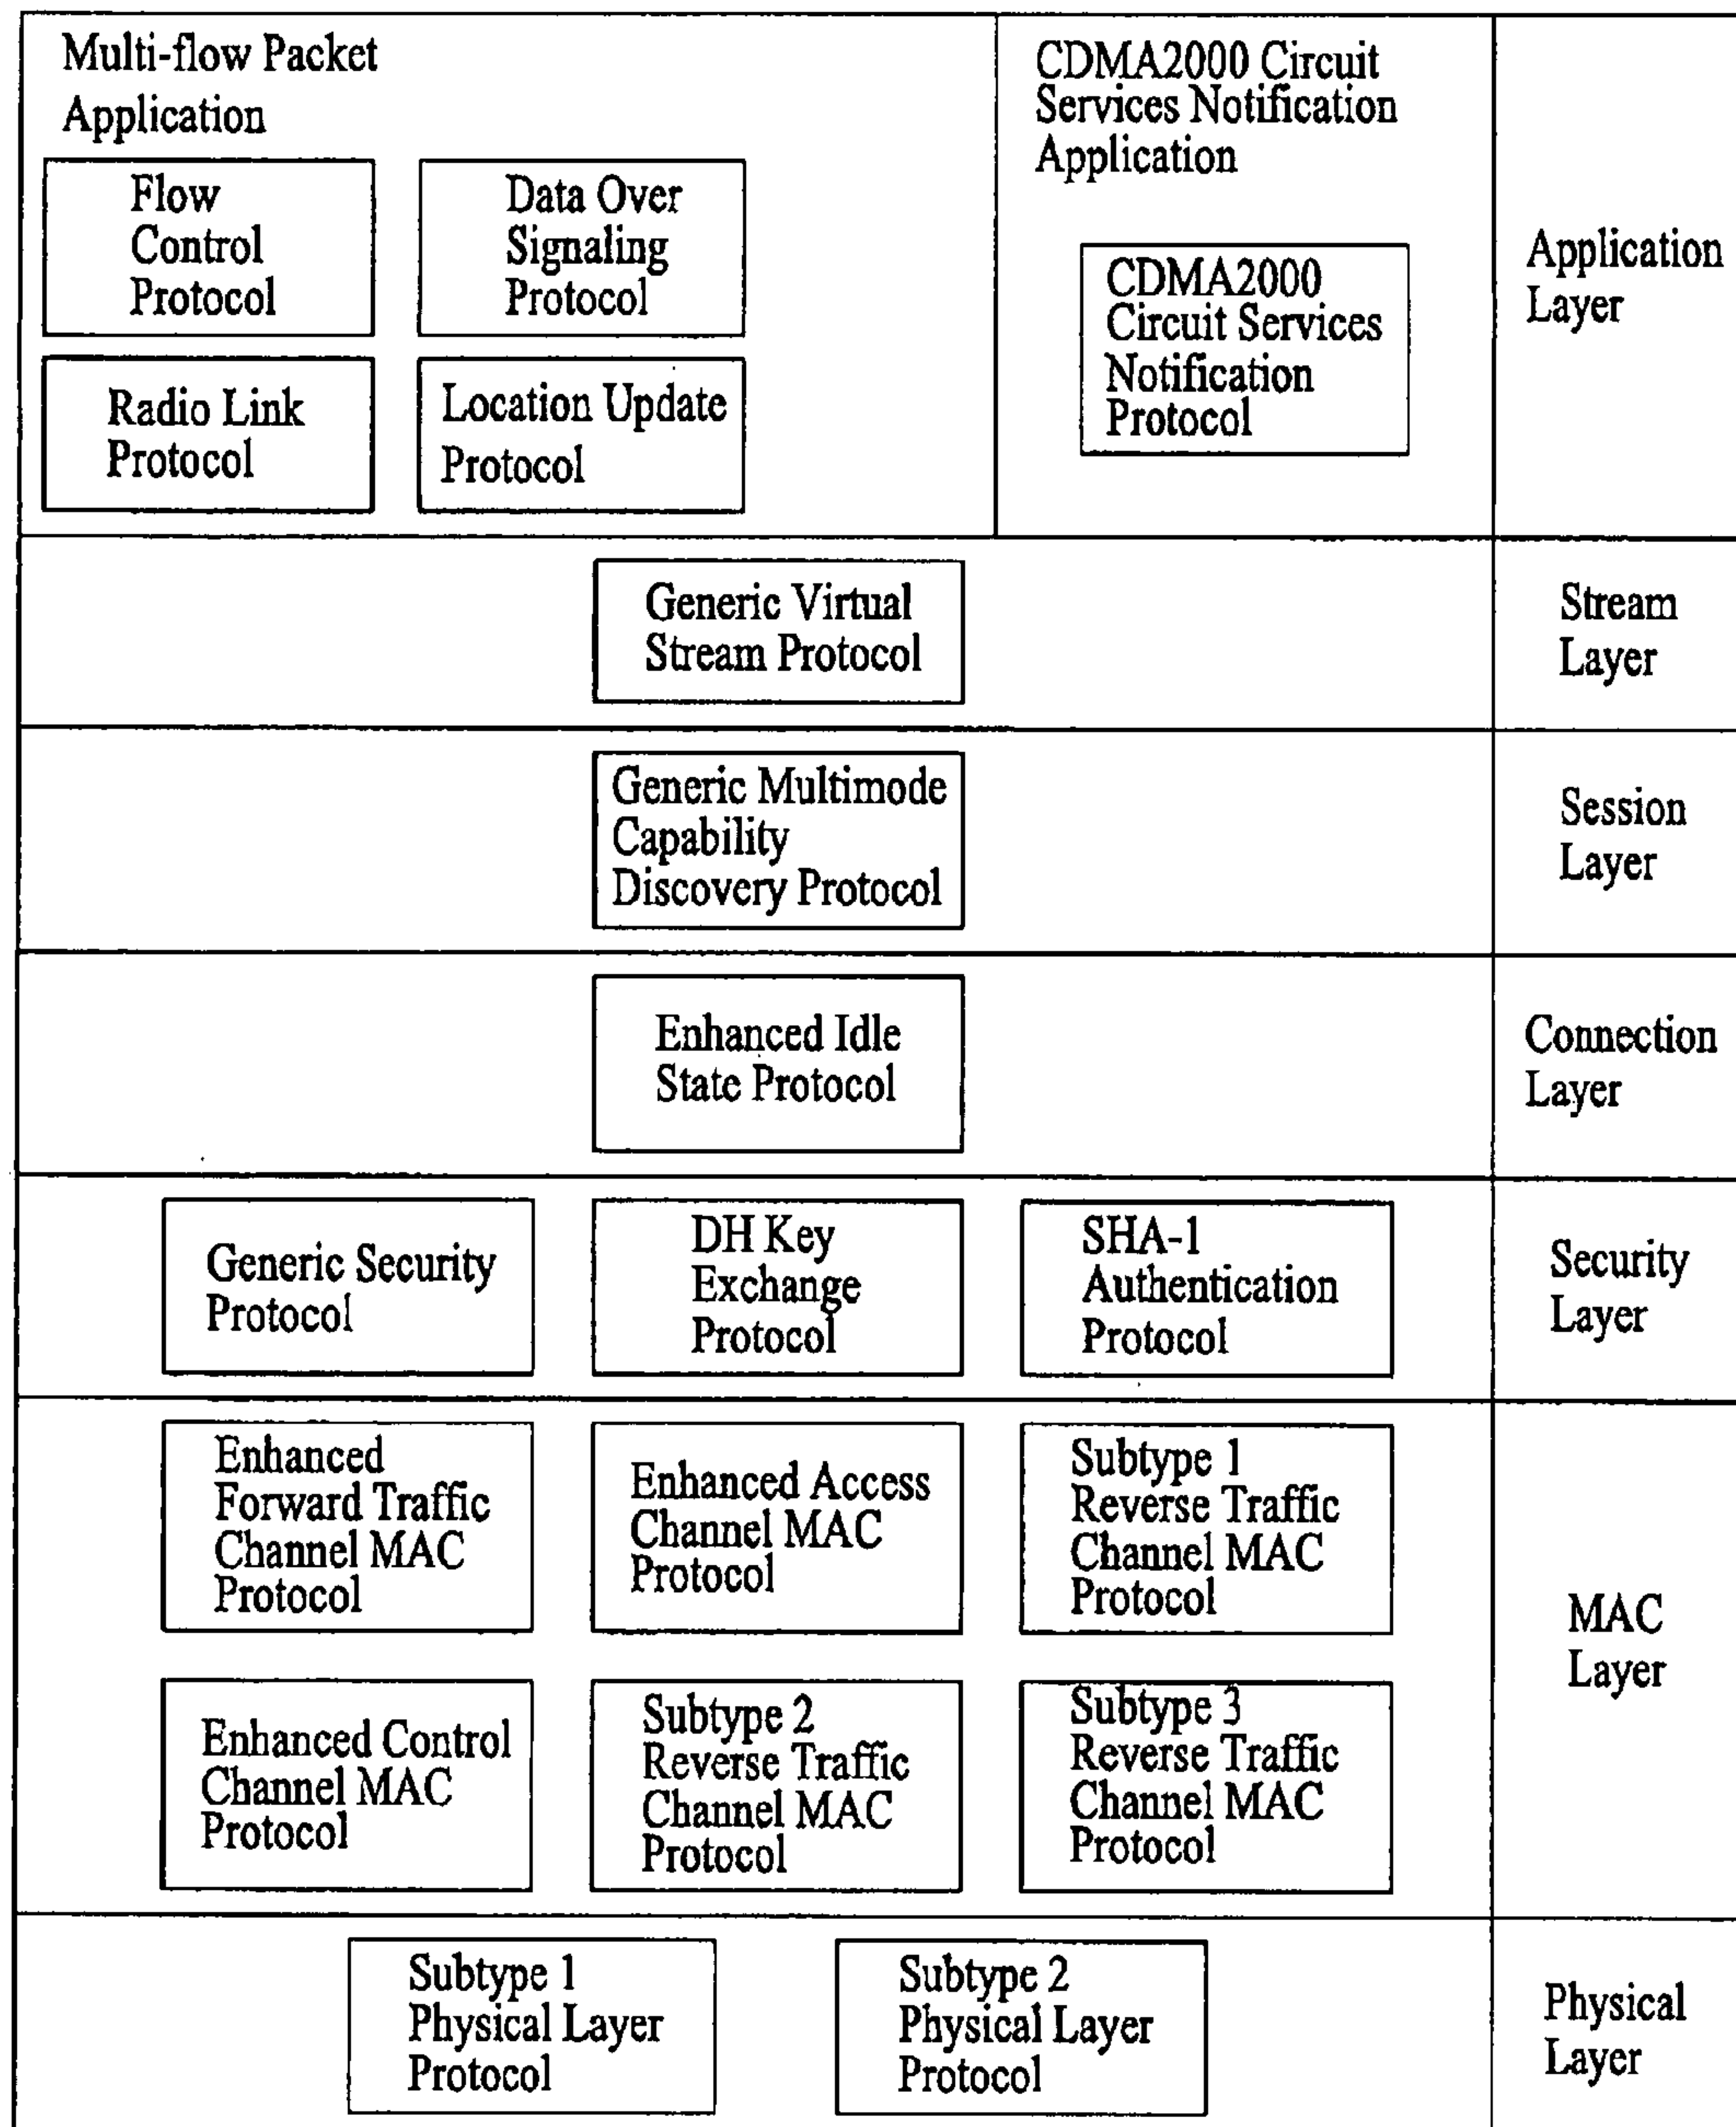 Multi-flow Packet
Application
Flow
Control
Protocol
Data Over
Signaling
Protocol
Radio Link
Protocol
Location Update
Protocol
CDMA2000 Circuit
Services Notification
Application
CDMA2000
Circuit Services
Notification
Protocol
Application
Layer
Generic Virtual
Stream Protocol
Stream
Layer
Generic Multimode
Capability
Discovery Protocol
Session
Layer
Enhanced Idle
State Protocol
Connection
Layer
Generic Security
Protocol
DH Key
Exchange
Protocol
SHA-1
Authentication
Protocol
Security
Layer
Enhanced
Forward Traffic
Channel MAC
Protocol
Enhanced Access
Channel MAC
Protocol
Subtype 1
Reverse Traffic
Channel MAC
Protocol
Enhanced Control
Channel MAC
Protocol
Subtype 2
Reverse Traffic
Channel MAC
Protocol
Subtype 3
Reverse Traffic
Channel MAC
Protocol
MAC
Layer
Subtype 1
Physical Layer
Protocol
Subtype 2
Physical Layer
Protocol
Physical
Layer